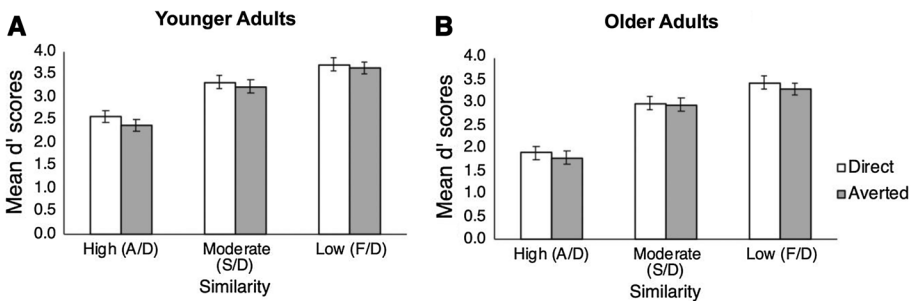 A
Younger Adults
Mean d' scores
4.0
3.5
3.0
2.5
2.0
1.5
1.0
0.5
0.0
High (A/D)
Moderate
(S/D)
Low (F/D)
Similarity
B
Older Adults
Mean d' scores
4.0
3.5
3.0
2.5
2.0
1.5
1.0
0.5
0.0
High (A/D)
Moderate
(S/D)
Low (F/D)
Similarity
Direct
Averted